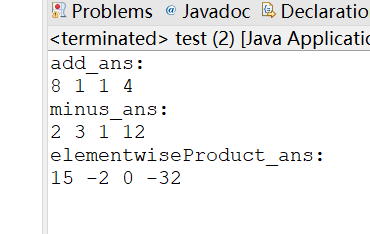 Problems @ Javadoc Declaratio
<terminated> test (2) [Java Applicatio
add_ans:
8 1 1 4
minus_ans:
2 3 1 12
elementwiseProduct_ans:
15 -2 0 -32